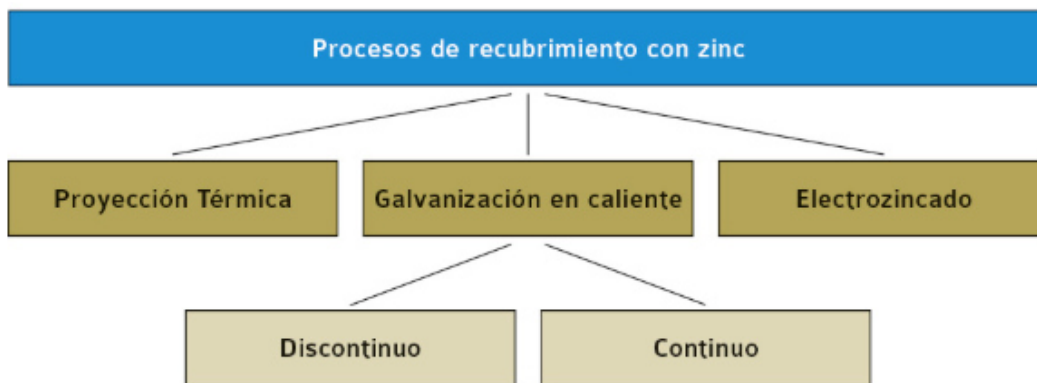 Procesos de recubrimiento con zinc
Proyección Térmica
Galvanización en caliente
Electrozincado
Discontinuo
Continuo